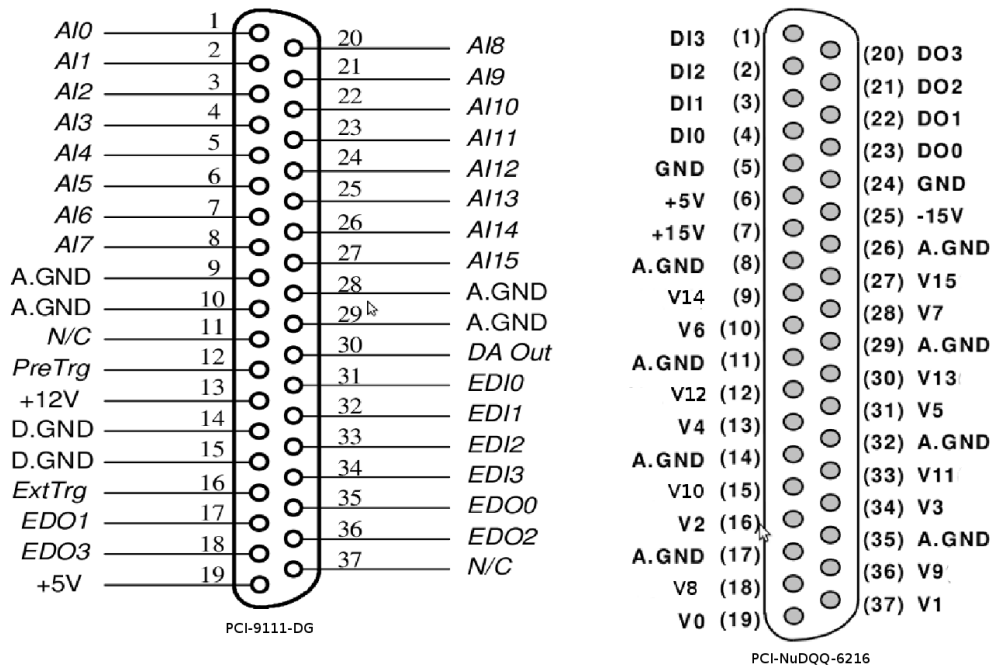 AI0 1
20 AI8
AI1 2
21 AI9
AI2 3
22 AI10
AI3 4
23 AI11
AI4 5
24 AI12
AI5 6
25 AI13
AI6 7
26 AI14
AI7 8
27 AI15
A.GND 9
28 A.GND
A.GND 10
29 A.GND
N/C 11
30 DA Out
PreTrg 12
31 EDI0
+12V 13
32 EDI1
D.GND 14
33 EDI2
D.GND 15
34 EDI3
ExtTrg 16
35 EDO0
EDO1 17
36 EDO2
EDO3 18
37 N/C
+5V 19
PCI-9111-DG
DI3 (1)
(20) DO3
DI2 (2)
(21) DO2
DI1 (3)
(22) DO1
DI0 (4)
(23) DO0
GND (5)
(24) GND
+5V (6)
(25) -15V
+15V (7)
(26) A.GND
A.GND (8)
(27) V15
V14 (9)
(28) V7
V6 (10)
(29) A.GND
A.GND (11)
(30) V13
V12 (12)
(31) V5
V4 (13)
(32) A.GND
A.GND (14)
(33) V11
V10 (15)
(34) V3
V2 (16)
(35) A.GND
A.GND (17)
(36) V9
V8 (18)
(37) V1
V0 (19)
PCI-NuDQQ-6216